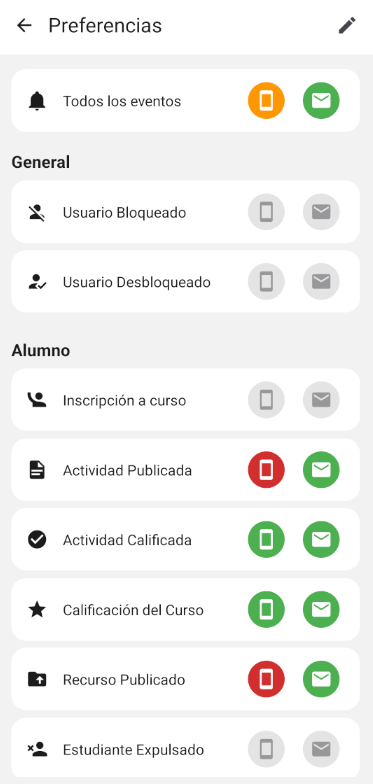 Preferencias
Todos los eventos
General
Usuario Bloqueado
Usuario Desbloqueado
Alumno
Inscripción a curso
Actividad Publicada
Actividad Calificada
Calificación del Curso
Recurso Publicado
Estudiante Expulsado